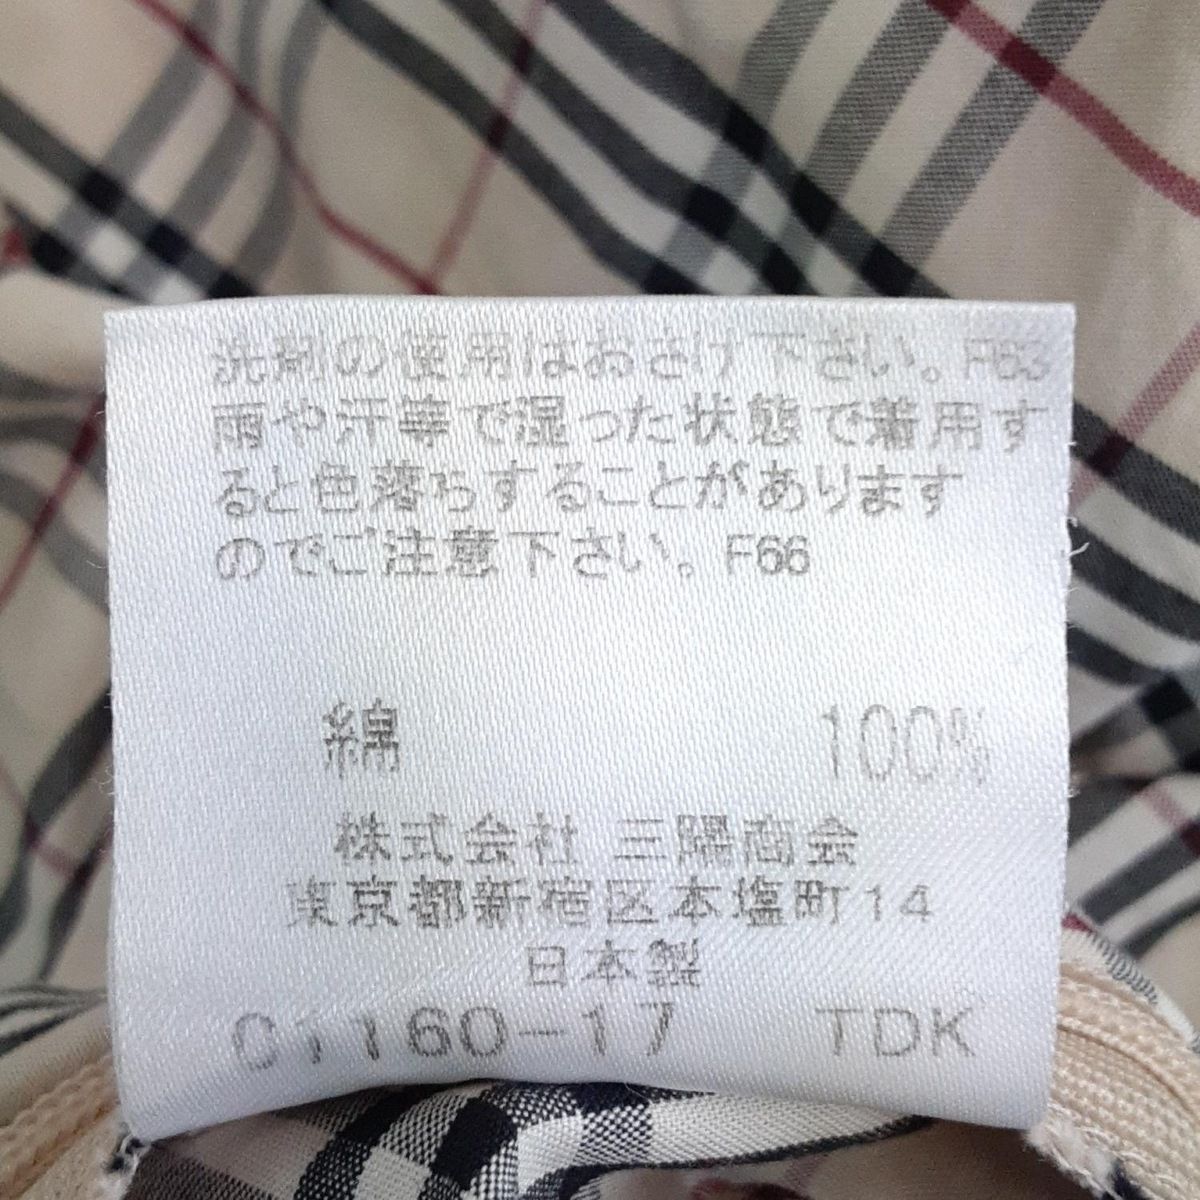 洗剤の使用はおさけ下さい。F63
雨や汗等で湿った状態で着用す
ると色落ちすることがあります
のでご注意下さい。F66
綿 100%
株式会社 三陽商会
東京都新宿区本塩町14
日本製
C1160-17 TDK